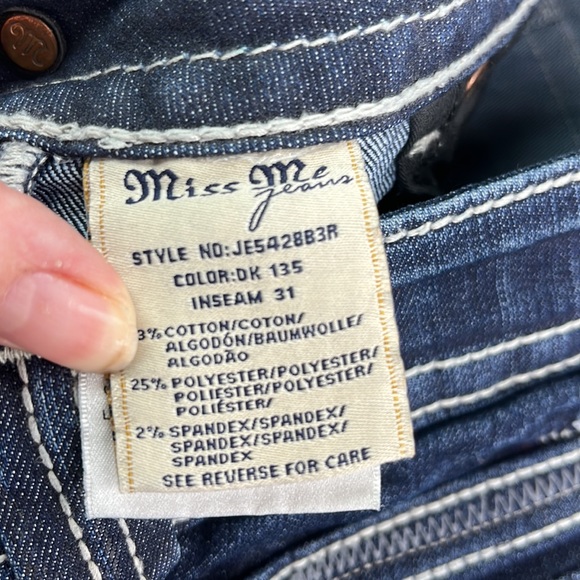 Miss Me
jeans
STYLE NO:JE5428B3R
COLOR:DK 135
INSEAM 31
3%COTTON/COTON/
ALGODÓN/BAUMWOLLE/
ALGODÃO
25%POLYESTER/POLYESTER/
POLIESTER/POLYESTER/
POLIÉSTER/
2%SPANDEX/SPANDEX/
SPANDEX/SPANDEX/
SPANDEX
SEE REVERSE FOR CARE